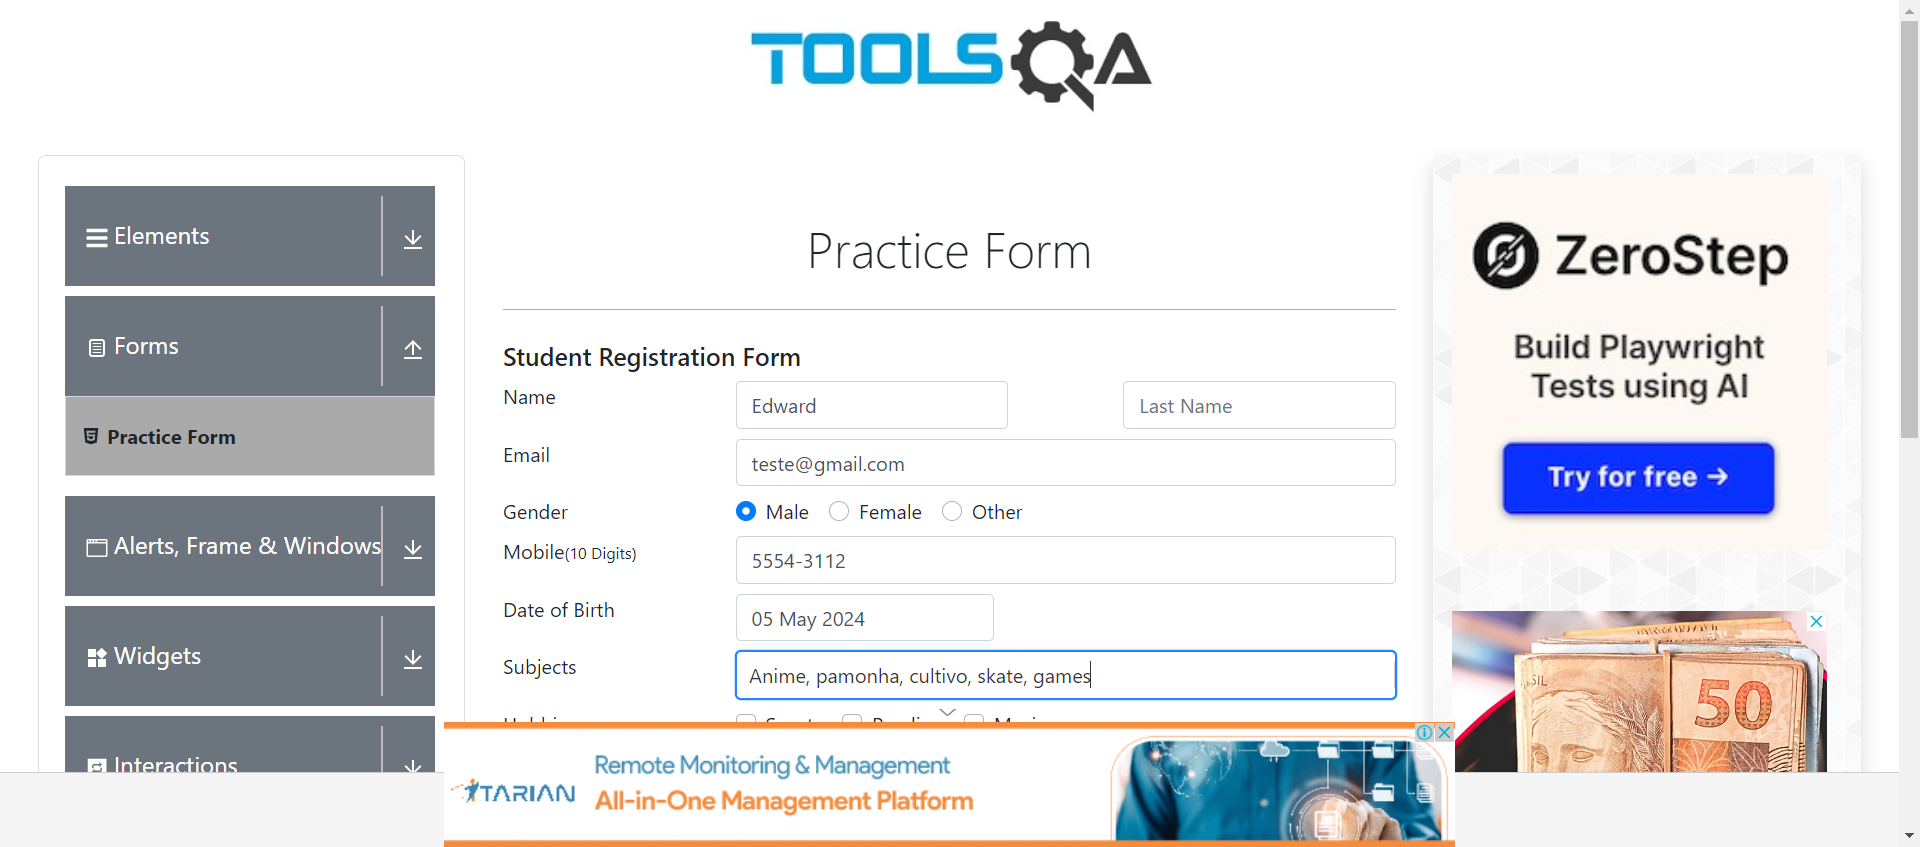 TOOLSQA
Elements
Forms
Practice Form
Alerts, Frame & Windows
Widgets
Interactions
Practice Form
Student Registration Form
Name
Edward
Last Name
Email
teste@gmail.com
Gender
Male
Female
Other
Mobile(10 Digits)
5554-3112
Date of Birth
05 May 2024
Subjects
Anime, pamonha, cultivo, skate, games
ZeroStep
Build Playwright
Tests using AI
Try for free →
SIL
50
ITARIAN
Remote Monitoring & Management
All-in-One Management Platform